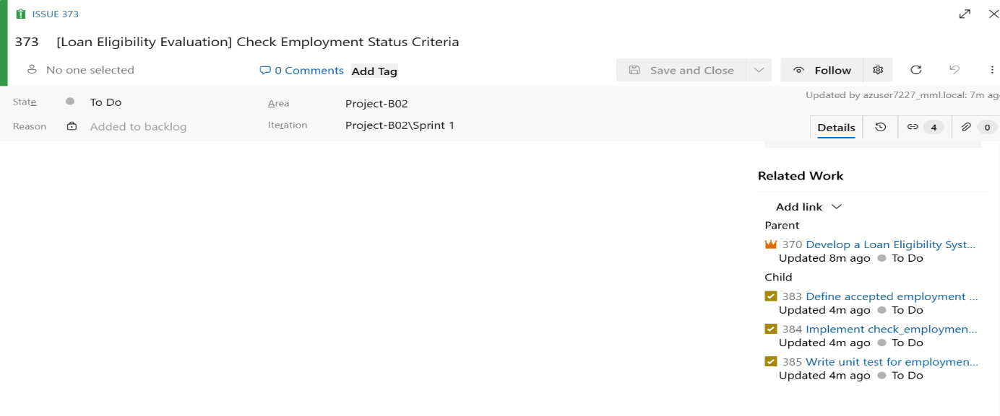 ISSUE 373
373 [Loan Eligibility Evaluation] Check Employment Status Criteria
No one selected 0 Comments Add Tag Save and Close Follow
State To Do Area Project-B02 Updated by azuser7227_mml.local: 7m ag
Reason Added to backlog Iteration Project-B02\Sprint 1 Details 4 0
Related Work
Add link
Parent
370 Develop a Loan Eligibility Syst...
Updated 8m ago To Do
Child
383 Define accepted employment ...
Updated 4m ago To Do
384 Implement check_employmen...
Updated 4m ago To Do
385 Write unit test for employmen...
Updated 4m ago To Do